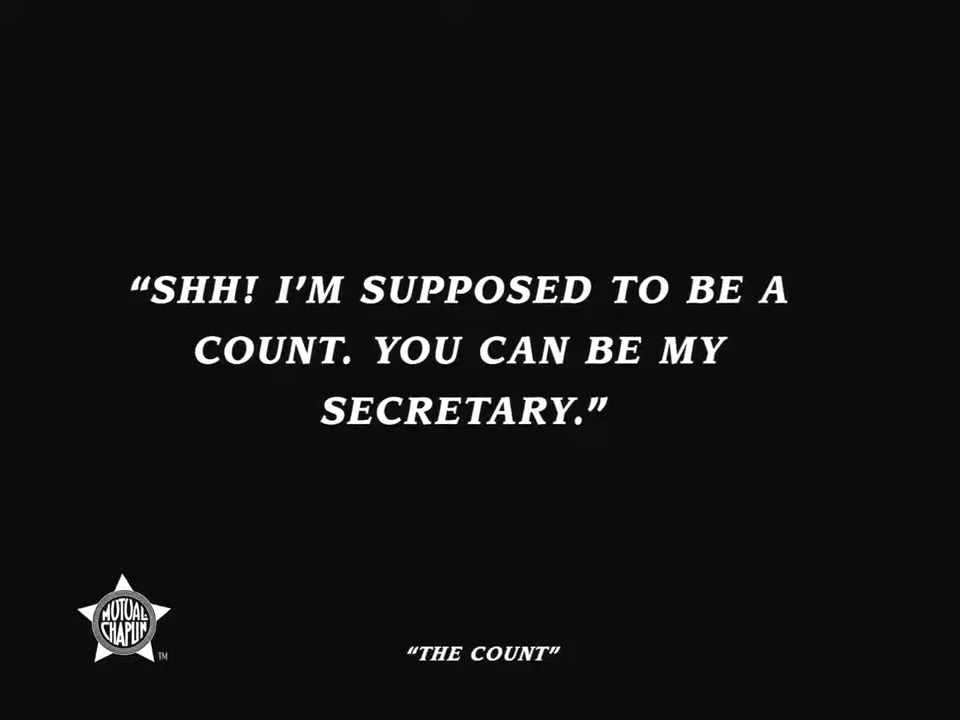 “SHH! I’M SUPPOSED TO BE A
COUNT. YOU CAN BE MY
SECRETARY.”
MUTUAL
CHAPLIN
TM
“THE COUNT”